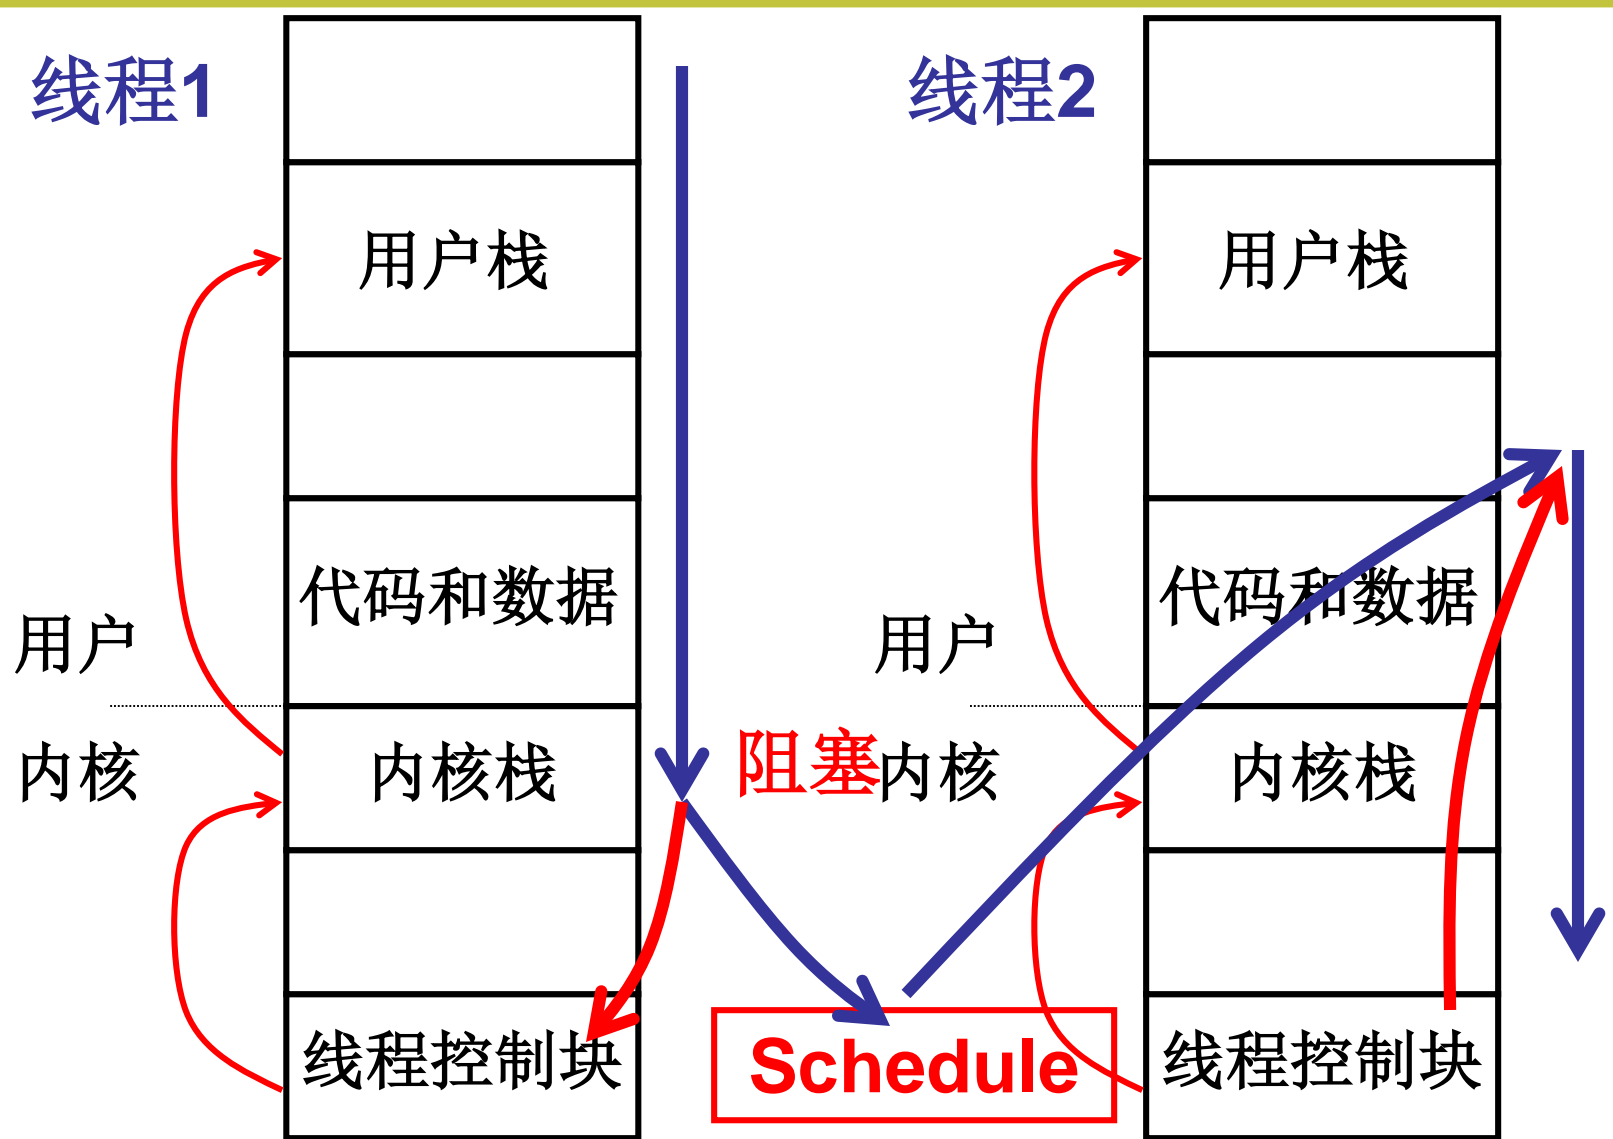 线程1
用户栈
代码和数据
用户
内核
内核栈
线程控制块
阻塞
Schedule
线程2
用户栈
代码和数据
用户
内核
内核栈
线程控制块